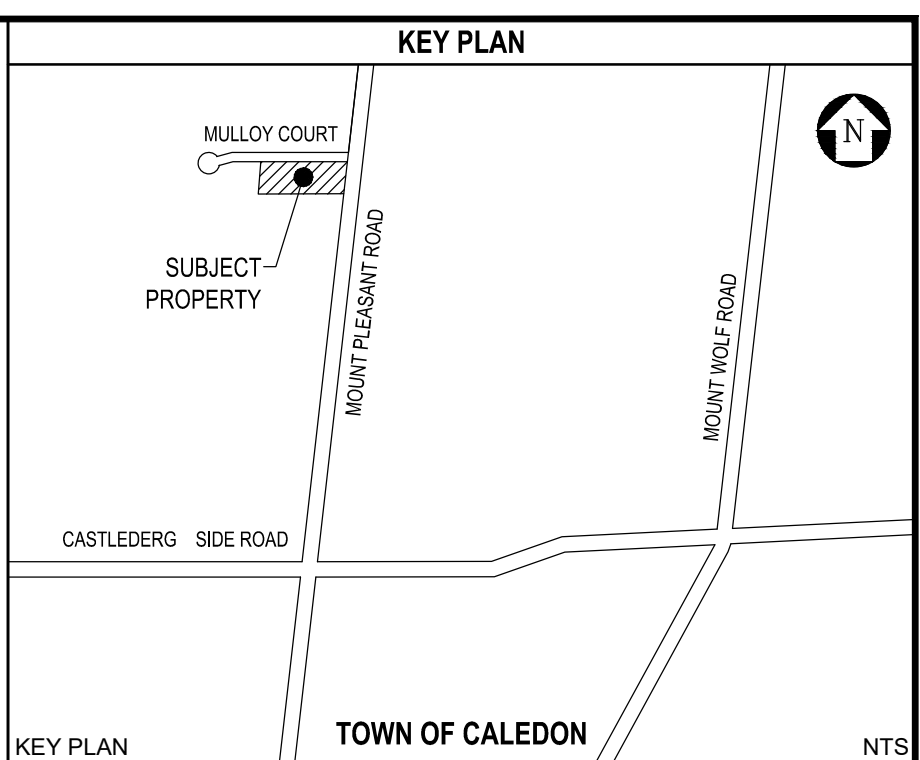 KEY PLAN
MULLOY COURT
N
SUBJECT
PROPERTY
MOUNT PLEASANT ROAD
MOUNT WOLF ROAD
CASTLEDERG SIDE ROAD
TOWN OF CALEDON
KEY PLAN
NTS